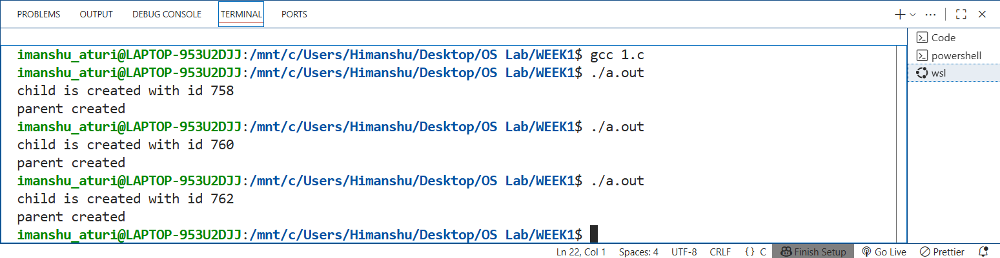 PROBLEMS OUTPUT DEBUG CONSOLE TERMINAL PORTS
imanshu_aturi@LAPTOP-953U2DJJ:/mnt/c/Users/Himanshu/Desktop/OS Lab/WEEK1$ gcc 1.c
imanshu_aturi@LAPTOP-953U2DJJ:/mnt/c/Users/Himanshu/Desktop/OS Lab/WEEK1$ ./a.out
child is created with id 758
parent created
imanshu_aturi@LAPTOP-953U2DJJ:/mnt/c/Users/Himanshu/Desktop/OS Lab/WEEK1$ ./a.out
child is created with id 760
parent created
imanshu_aturi@LAPTOP-953U2DJJ:/mnt/c/Users/Himanshu/Desktop/OS Lab/WEEK1$ ./a.out
child is created with id 762
parent created
imanshu_aturi@LAPTOP-953U2DJJ:/mnt/c/Users/Himanshu/Desktop/OS Lab/WEEK1$
Code
powershell
wsl
Ln 22, Col 1 Spaces: 4 UTF-8 CRLF {} C Finish Setup Go Live Prettier